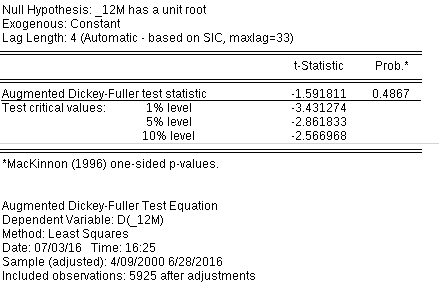 Null Hypothesis: _12M has a unit root
Exogenous: Constant
Lag Length: 4 (Automatic - based on SIC, maxlag=33)
t-Statistic Prob.*
Augmented Dickey-Fuller test statistic -1.591811 0.4867
Test critical values: 1% level -3.431274
5% level -2.861833
10% level -2.566968
*MacKinnon (1996) one-sided p-values.
Augmented Dickey-Fuller Test Equation
Dependent Variable: D(_12M)
Method: Least Squares
Date: 07/03/16 Time: 16:25
Sample (adjusted): 4/09/2000 6/28/2016
Included observations: 5925 after adjustments